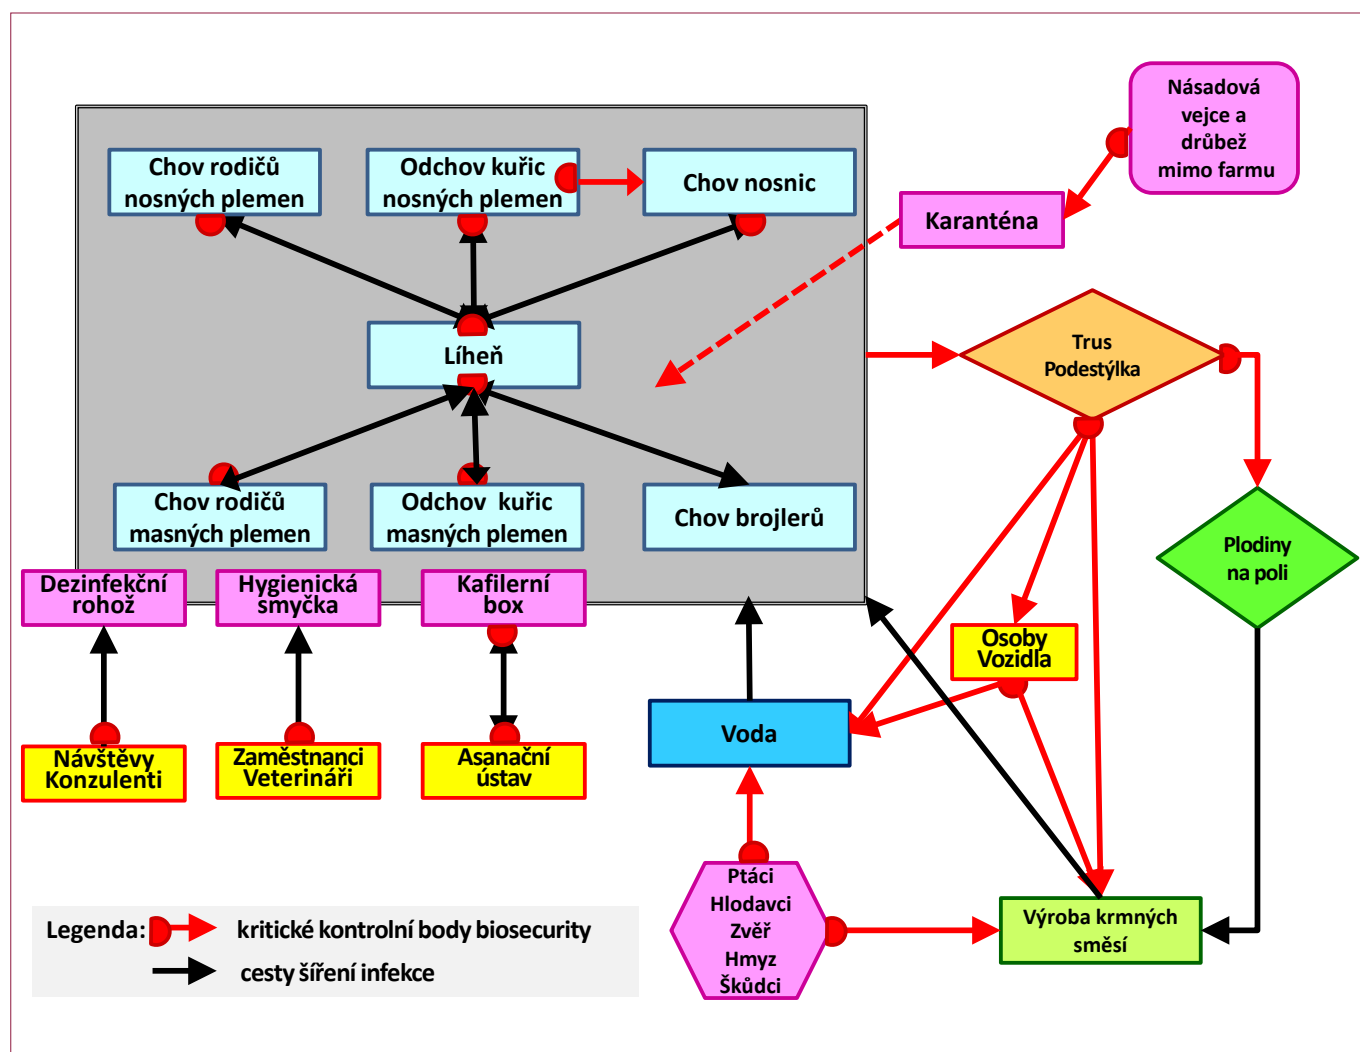 Násadová
vejce a
drůbež
mimo farmu
Chov rodičů
nosných plemen
Odchov kuřic
nosných plemen
Chov nosnic
Karanténa
Líheň
Trus
Podestýlka
Chov rodičů
masných plemen
Odchov kuřic
masných plemen
Chov brojlerů
Plodiny
na poli
Dezinfekční
rohož
Hygienická
smyčka
Kafilerní
box
Osoby
Vozidla
Voda
Návštěvy
Konzulenti
Zaměstnanci
Veterináři
Asanační
ústav
Ptáci
Hlodavci
Zvěř
Hmyz
Škůdci
Výroba krmných
směsí
Legenda: kritické kontrolní body biosecurity
cesty šíření infekce